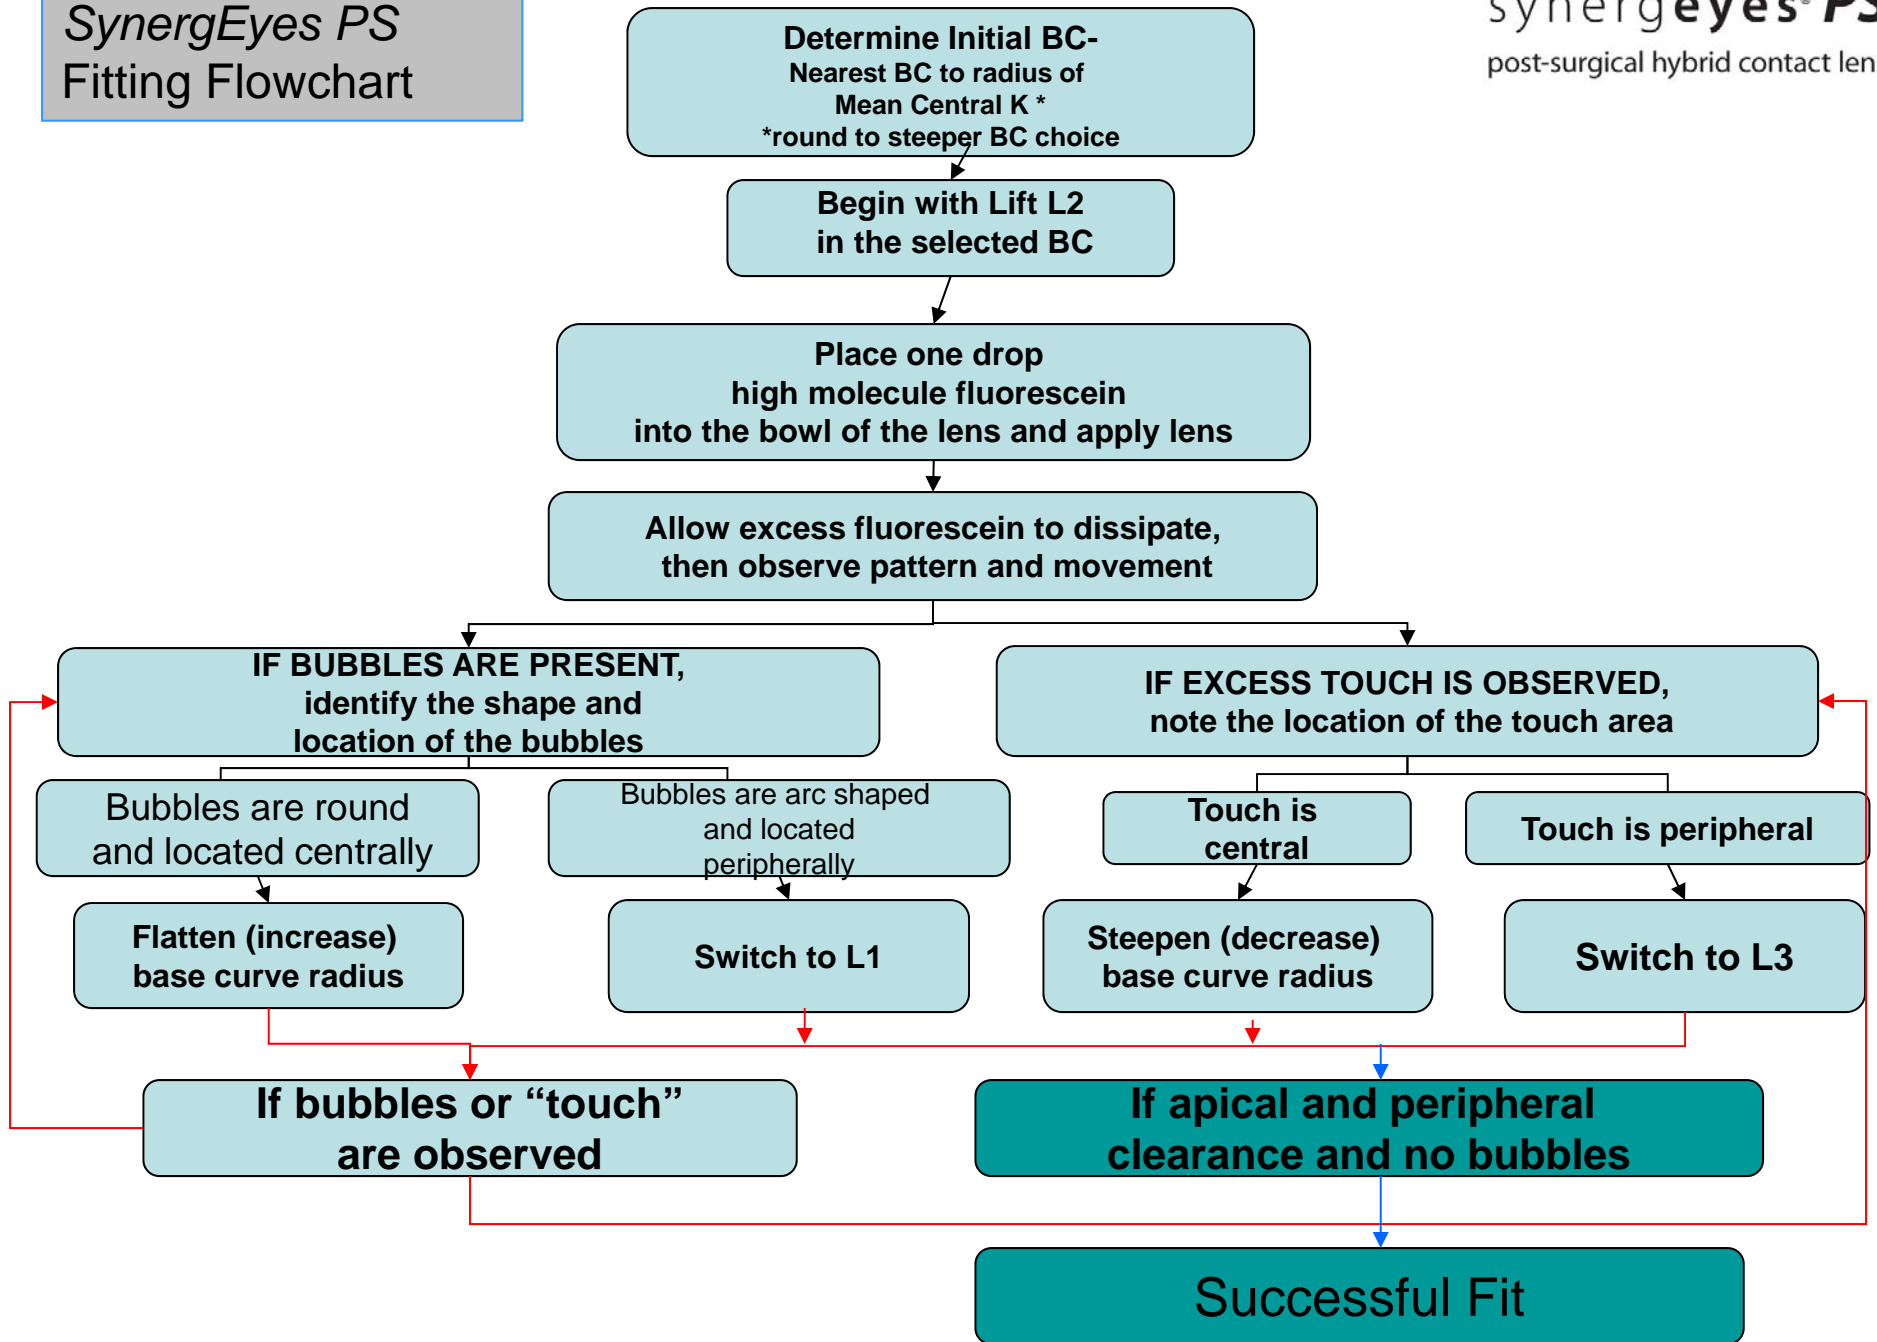 SynergEyes PS
Fitting Flowchart
synergeyes® PS
post-surgical hybrid contact len
Determine Initial BC-
Nearest BC to radius of
Mean Central K *
*round to steeper BC choice
Begin with Lift L2
in the selected BC
Place one drop
high molecule fluorescein
into the bowl of the lens and apply lens
Allow excess fluorescein to dissipate,
then observe pattern and movement
IF BUBBLES ARE PRESENT,
identify the shape and
location of the bubbles
IF EXCESS TOUCH IS OBSERVED,
note the location of the touch area
Bubbles are round
and located centrally
Bubbles are arc shaped
and located
peripherally
Touch is
central
Touch is peripheral
Flatten (increase)
base curve radius
Switch to L1
Steepen (decrease)
base curve radius
Switch to L3
If bubbles or “touch”
are observed
If apical and peripheral
clearance and no bubbles
Successful Fit